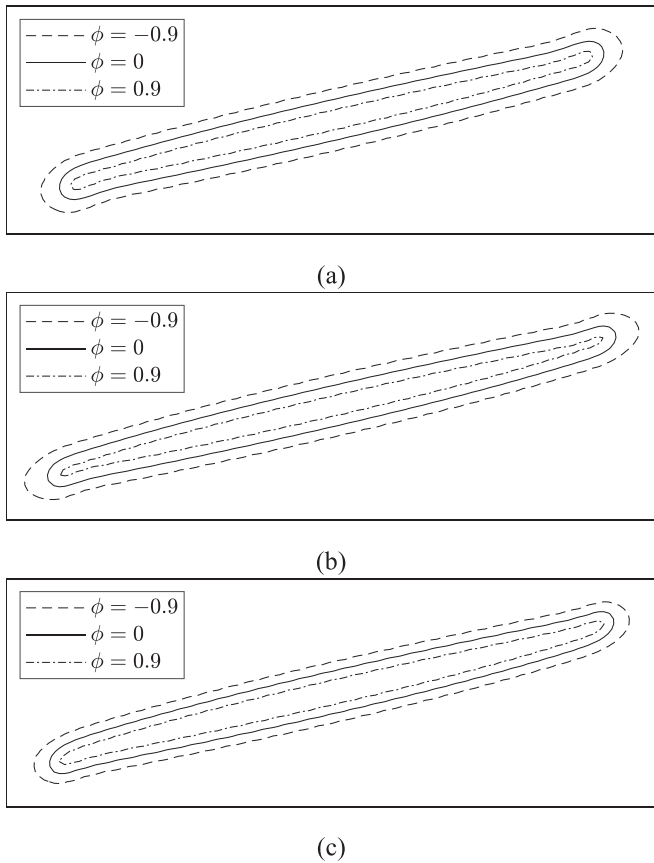 ϕ = −0.9
ϕ = 0
ϕ = 0.9
(a)
ϕ = −0.9
ϕ = 0
ϕ = 0.9
(b)
ϕ = −0.9
ϕ = 0
ϕ = 0.9
(c)